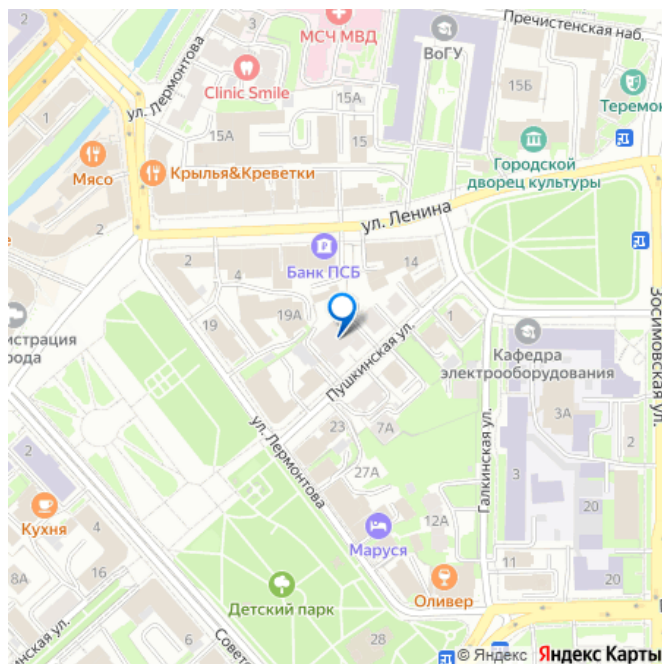 Пречистенская наб.
3
МСЧ МВД
ВоГУ
ул. Лермонтова
Clinic Smile
15А
15Б
Теремок
1
15А
15
Мясо
Крылья&Креветки
Городской
дворец культуры
ул. Ленина
2
Банк ПСБ
2
4
14
19А
19
1
Зосимовская ул.
Пушкинская ул.
Кафедра
электрооборудования
3А
2
23
7А
3
Галкинская ул.
27А
ул. Лермонтова
2
12А
20
Кухня
4
Маруся
8А
16
11
20
Оливер
Детский парк
6
28
© Яндекс Яндекс Карты